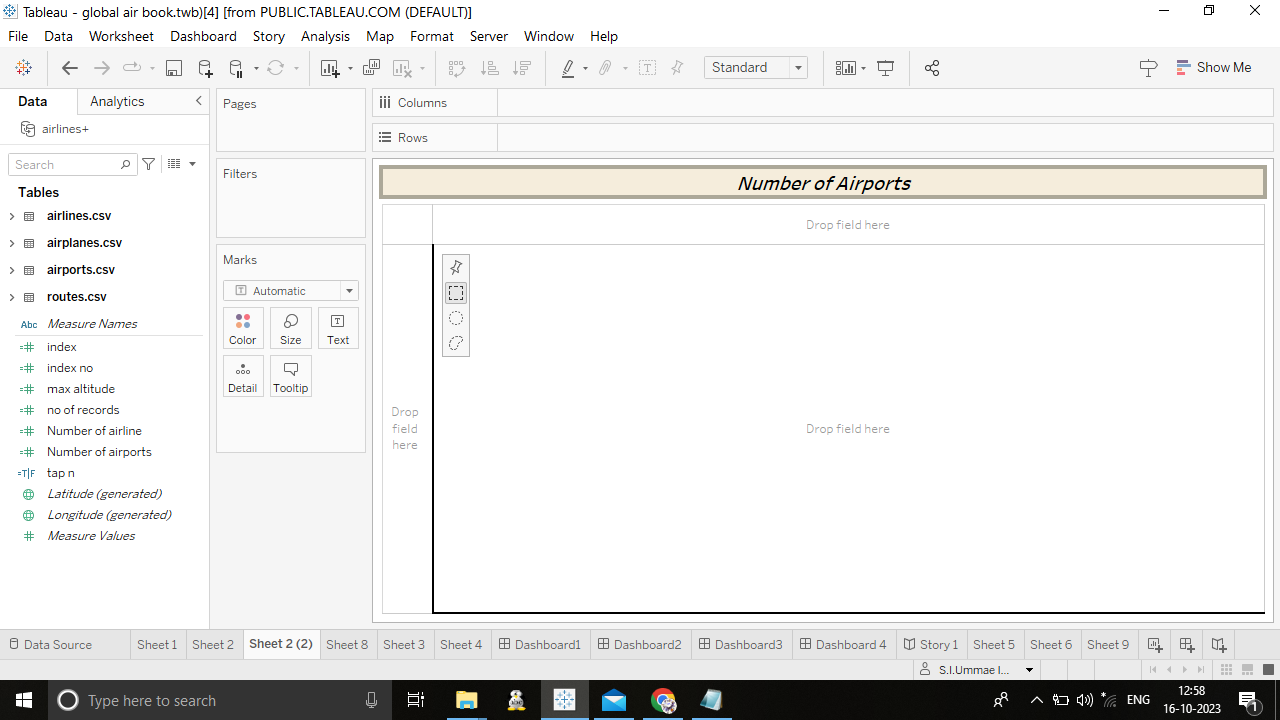 Tableau - global air book.twb)[4] [from PUBLIC.TABLEAU.COM (DEFAULT)]
File Data Worksheet Dashboard Story Analysis Map Format Server Window Help
Standard
Show Me
Data Analytics
airlines+
Search
Tables
airlines.csv
airplanes.csv
airports.csv
routes.csv
Abc Measure Names
index
index no
max altitude
no of records
Number of airline
Number of airports
=T|F tap n
Latitude (generated)
Longitude (generated)
Measure Values
Pages
Filters
Marks
Automatic
Color Size Text
Detail Tooltip
Columns
Rows
Number of Airports
Drop field here
Drop
field
here
Drop field here
Data Source Sheet 1 Sheet 2 Sheet 2 (2) Sheet 8 Sheet 3 Sheet 4 Dashboard1 Dashboard2 Dashboard3 Dashboard 4 Story 1 Sheet 5 Sheet 6 Sheet 9
S.I.Ummae I...
Type here to search
ENG
12:58
16-10-2023
1